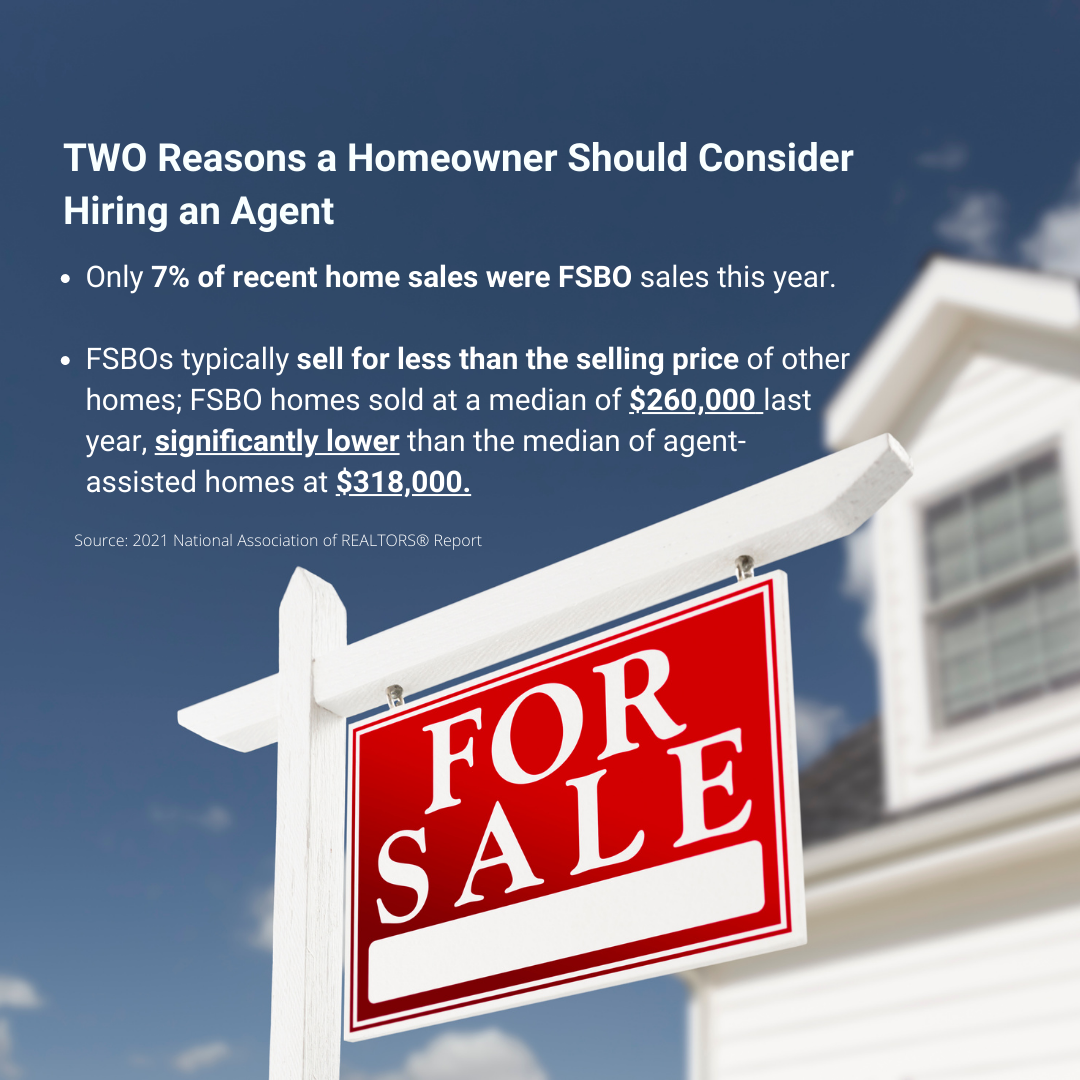 TWO Reasons a Homeowner Should Consider
Hiring an Agent
• Only 7% of recent home sales were FSBO sales this year.
• FSBOs typically sell for less than the selling price of other
homes; FSBO homes sold at a median of $260,000 last
year, significantly lower than the median of agent-
assisted homes at $318,000.
Source: 2021 National Association of REALTORS® Report
FOR
SALE